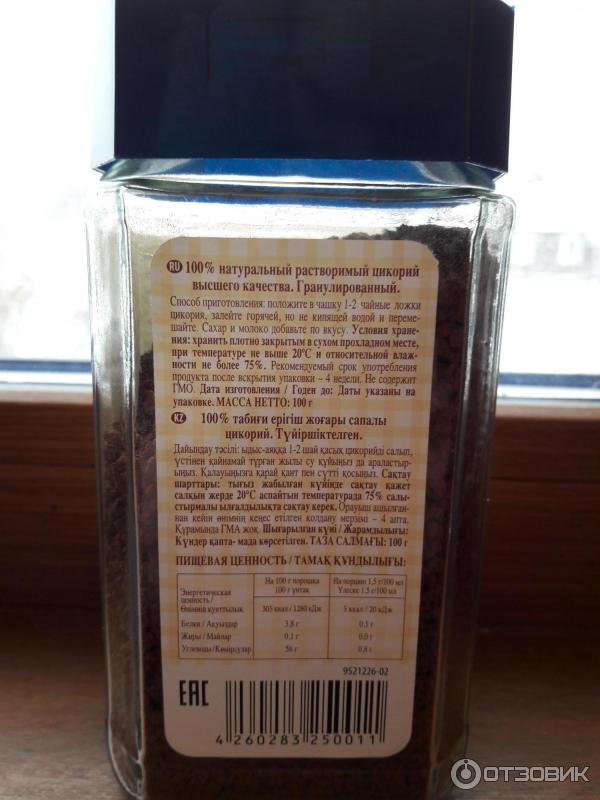 RU 100% натуральный растворимый цикорий
высшего качества. Гранулированный.
Способ приготовления: положите в чашку 1-2 чайные ложки
цикория, залейте горячей, но не кипящей водой и переме-
шайте. Сахар и молоко добавьте по вкусу. Условия хране-
ния: хранить плотно закрытым в сухом прохладном месте,
при температуре не выше 20°С и относительной влаж-
ности не более 75%. Рекомендуемый срок употребления
продукта после вскрытия упаковки – 4 недели. Не содержит
ГМО. Дата изготовления / Годен до: Даты указаны на
упаковке. МАССА НЕТТО: 100 г
KZ 100% табиғи ерігіш жоғары сапалы
цикорий. Түйіршіктелген.
Дайындау тәсілі: ыдыс-аяққа 1-2 шай қасық цикорийді салып,
үстінен қайнамай тұрған жылы су құйыңыз да араластыр-
ыңыз. Қалауыңызға қарай қант пен сүтті қосыңыз. Сақтау
шарттары: тығыз жабылған күйінде сақтау қажет
салқын жерде 20°С аспайтын температурада 75% салы-
стырмалы ылғалдылықта сақтау керек. Орауыш ашылған-
нан кейін өнімнің кеңес етілген қолдану мерзімі – 4 апта.
Құрамында ГМА жоқ. Шығарылған күні / Жарамдылығы:
Күндер қапта- мада көрсетілген. ТАЗА САЛМАҒЫ: 100 г
ПИЩЕВАЯ ЦЕННОСТЬ / ТАМАҚ ҚҰНДЫЛЫҒЫ:
Энергетическая ценность / Өнімнің қуаттылық
На 100 г порошка
100 г ұнтақ
На порцию 1,5 г/100 мл
Үлеске 1,5 г/100 мл
305 ккал / 1280 кДж 5 ккал / 20 кДж
Белки / Ақуыздар 3,8 г 0,1 г
Жиры / Майлар 0,1 г 0,0 г
Углеводы / Көмірсулар 56 г 0,8 г
9521226-02
EAC
4 260283 250011
ОТЗОВИК